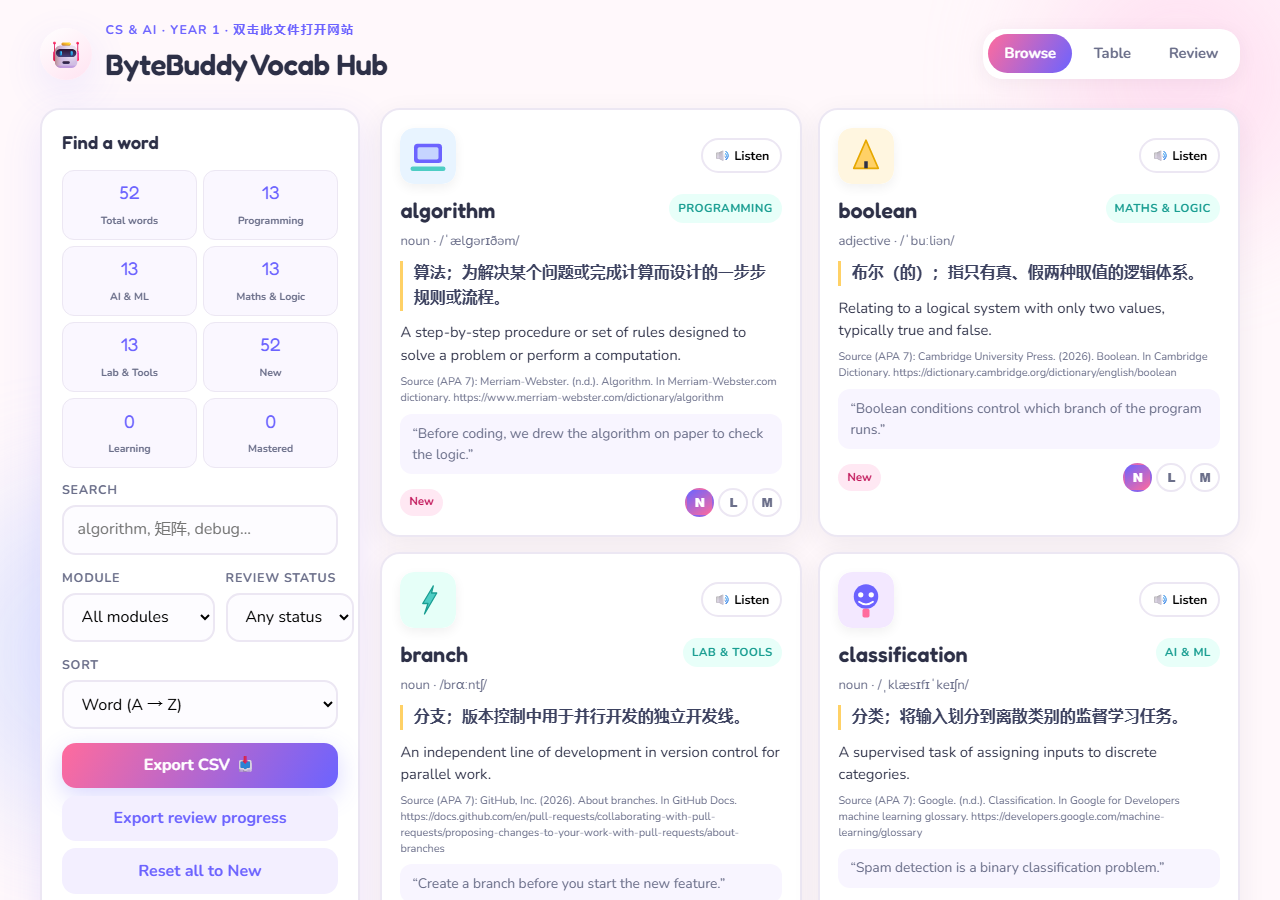 CS & AI · YEAR 1 · 双击此文件打开网站
ByteBuddy Vocab Hub
Browse
Table
Review
Find a word
52
Total words
13
Programming
13
AI & ML
13
Maths & Logic
13
Lab & Tools
52
New
0
Learning
0
Mastered
SEARCH
algorithm, 矩阵, debug...
MODULE
REVIEW STATUS
All modules
Any status
SORT
Word (A → Z)
Export CSV
Export review progress
Reset all to New
Listen
algorithm
PROGRAMMING
noun · /ˈælɡərɪðəm/
算法；为解决某个问题或完成计算而设计的一步步
规则或流程。
A step-by-step procedure or set of rules designed to
solve a problem or perform a computation.
Source (APA 7): Merriam-Webster. (n.d.). Algorithm. In Merriam-Webster.com
dictionary. https://www.merriam-webster.com/dictionary/algorithm
“Before coding, we drew the algorithm on paper to check
the logic.”
New
N
L
M
Listen
boolean
MATHS & LOGIC
adjective · /ˈbuːliən/
布尔（的）；指只有真、假两种取值的逻辑体系。
Relating to a logical system with only two values,
typically true and false.
Source (APA 7): Cambridge University Press. (2026). Boolean. In Cambridge
Dictionary. https://dictionary.cambridge.org/dictionary/english/boolean
“Boolean conditions control which branch of the program
runs.”
New
N
L
M
Listen
branch
LAB & TOOLS
noun · /brɑːntʃ/
分支；版本控制中用于并行开发的独立开发线。
An independent line of development in version control for
parallel work.
Source (APA 7): GitHub, Inc. (2026). About branches. In GitHub Docs.
https://docs.github.com/en/pull-requests/collaborating-with-pull-
requests/proposing-changes-to-your-work-with-pull-requests/about-
branches
“Create a branch before you start the new feature.”
Listen
classification
AI & ML
noun · /ˌklæsɪfɪˈkeɪʃn/
分类；将输入划分到离散类别的监督学习任务。
A supervised task of assigning inputs to discrete
categories.
Source (APA 7): Google. (n.d.). Classification. In Google for Developers
machine learning glossary. https://developers.google.com/machine-
learning/glossary
“Spam detection is a binary classification problem.”